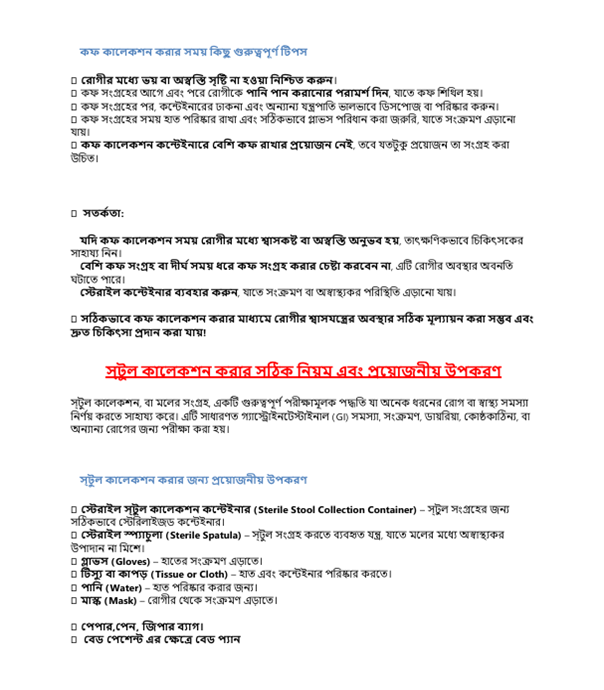 কফ কালেকশন করার সময় কিছু গুরুত্বপূর্ণ টিপস
রোগীর মধ্যে ভয় বা অস্বস্তি সৃষ্টি না হওয়া নিশ্চিত করুন।
কফ সংগ্রহের আগে এবং পরে রোগীকে পানি পান করানোর পরামর্শ দিন, যাতে কফ শিথিল হয়।
কফ সংগ্রহের পর, কন্টেইনারের ঢাকনা এবং অন্যান্য যন্ত্রপাতি ভালভাবে ডিসপোজ বা পরিষ্কার করুন।
কফ সংগ্রহের সময় হাত পরিষ্কার রাখা এবং সঠিকভাবে গ্লাভস পরিধান করা জরুরি, যাতে সংক্রমণ এড়ানো
যায়।
কফ কালেকশন কন্টেইনারে বেশি কফ রাখার প্রয়োজন নেই, তবে যতটুকু প্রয়োজন তা সংগ্রহ করা
উচিত।
সতর্কতা:
যদি কফ কালেকশন সময় রোগীর মধ্যে শ্বাসকষ্ট বা অস্বস্তি অনুভব হয়, তাৎক্ষণিকভাবে চিকিৎসকের
সাহায্য নিন।
বেশি কফ সংগ্রহ বা দীর্ঘ সময় ধরে কফ সংগ্রহ করার চেষ্টা করবেন না, এটি রোগীর অবস্থার অবনতি
ঘটাতে পারে।
স্টেরাইল কন্টেইনার ব্যবহার করুন, যাতে সংক্রমণ বা অস্বাস্থ্যকর পরিস্থিতি এড়ানো যায়।
সঠিকভাবে কফ কালেকশন করার মাধ্যমে রোগীর শ্বাসযন্ত্রের অবস্থার সঠিক মূল্যায়ন করা সম্ভব এবং
দ্রুত চিকিৎসা প্রদান করা যায়!
স্টুল কালেকশন করার সঠিক নিয়ম এবং প্রয়োজনীয় উপকরণ
স্টুল কালেকশন, বা মলের সংগ্রহ, একটি গুরুত্বপূর্ণ পরীক্ষামূলক পদ্ধতি যা অনেক ধরনের রোগ বা স্বাস্থ্য সমস্যা
নির্ণয় করতে সাহায্য করে। এটি সাধারণত গ্যাস্ট্রোইনটেস্টাইনাল (GI) সমস্যা, সংক্রমণ, ডায়রিয়া, কোষ্ঠকাঠিন্য, বা
অন্যান্য রোগের জন্য পরীক্ষা করা হয়।
স্টুল কালেকশন করার জন্য প্রয়োজনীয় উপকরণ
স্টেরাইল স্টুল কালেকশন কন্টেইনার (Sterile Stool Collection Container) – স্টুল সংগ্রহের জন্য
সঠিকভাবে স্টেরিলাইজড কন্টেইনার।
স্টেরাইল স্প্যাচুলা (Sterile Spatula) – স্টুল সংগ্রহ করতে ব্যবহৃত যন্ত্র, যাতে মলের মধ্যে অস্বাস্থ্যকর
উপাদান না মিশে।
গ্লাভস (Gloves) – হাতের সংক্রমণ এড়াতে।
টিস্যু বা কাপড় (Tissue or Cloth) – হাত এবং কন্টেইনার পরিষ্কার করতে।
পানি (Water) – হাত পরিষ্কার করার জন্য।
মাস্ক (Mask) – রোগীর থেকে সংক্রমণ এড়াতে।
পেপার,পেন, জিপার ব্যাগ।
বেড পেশেন্ট এর ক্ষেত্রে বেড প্যান